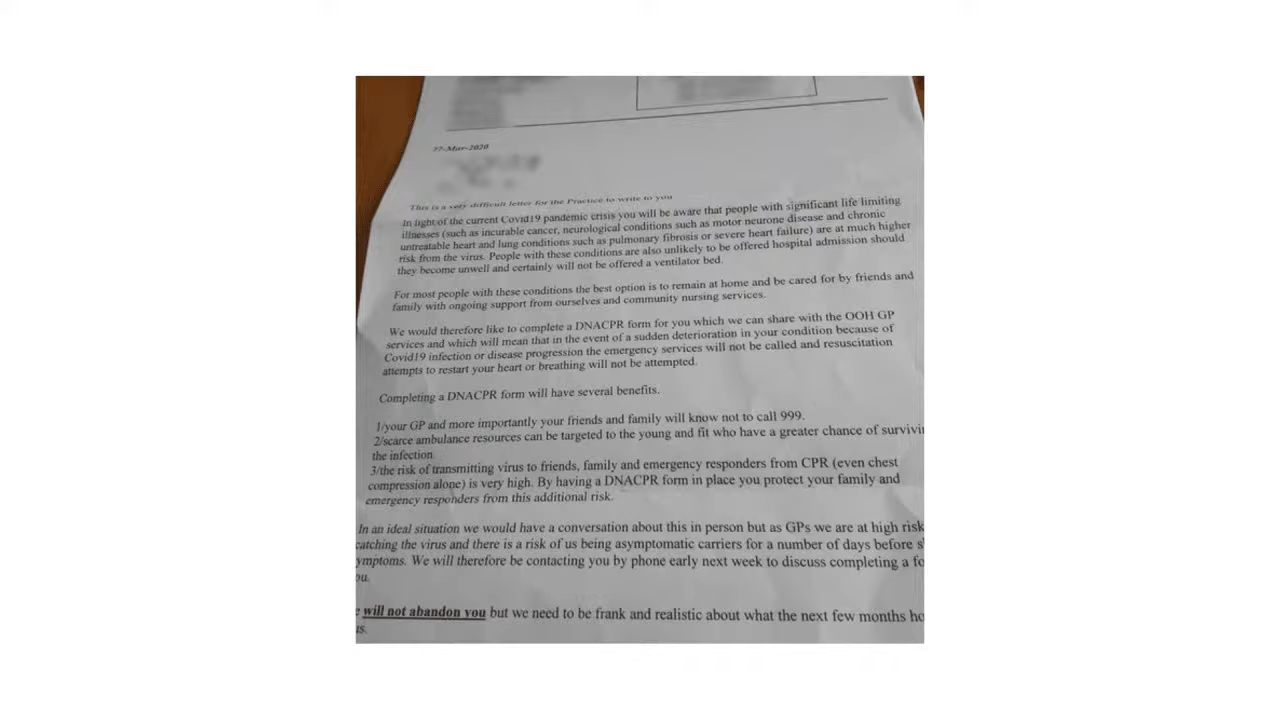 27-Mar-2020
This is a very difficult letter for the Practice to write to you
In light of the current Covid19 pandemic crisis you will be aware that people with significant life limiting
illnesses (such as incurable cancer, neurological conditions such as motor neurone disease and chronic
untreatable heart and lung conditions such as pulmonary fibrosis or severe heart failure) are at much higher
risk from the virus. People with these conditions are also unlikely to be offered hospital admission should
they become unwell and certainly will not be offered a ventilator bed.
For most people with these conditions the best option is to remain at home and be cared for by friends and
family with ongoing support from ourselves and community nursing services.
We would therefore like to complete a DNACPR form for you which we can share with the OOH GP
services and which will mean that in the event of a sudden deterioration in your condition because of
Covid19 infection or disease progression the emergency services will not be called and resuscitation
attempts to restart your heart or breathing will not be attempted.
Completing a DNACPR form will have several benefits.
1/your GP and more importantly your friends and family will know not to call 999.
2/scarce ambulance resources can be targeted to the young and fit who have a greater chance of survivi
the infection.
3/the risk of transmitting virus to friends, family and emergency responders from CPR (even chest
compression alone) is very high. By having a DNACPR form in place you protect your family and
emergency responders from this additional risk.
In an ideal situation we would have a conversation about this in person but as GPs we are at high risk
catching the virus and there is a risk of us being asymptomatic carriers for a number of days before s
ymptoms. We will therefore be contacting you by phone early next week to discuss completing a fo
ou.
e will not abandon you but we need to be frank and realistic about what the next few months ho
us.